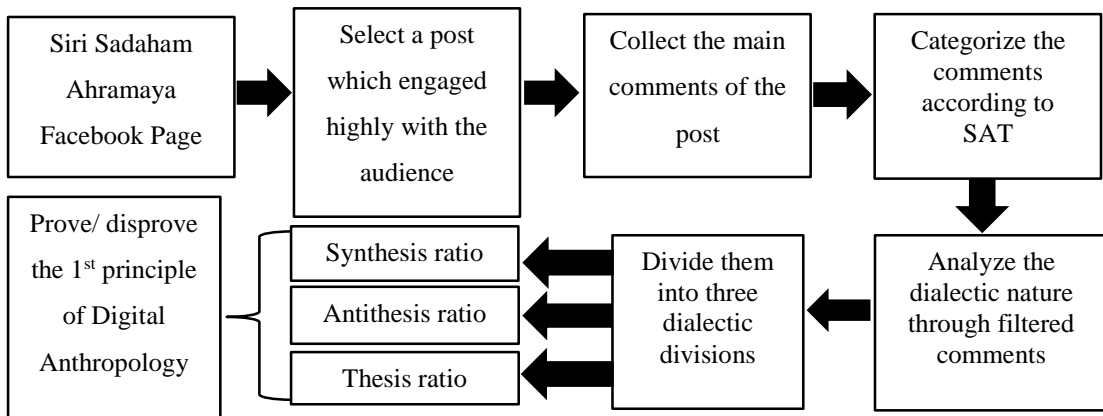 Siri Sadaham
Ahramaya
Facebook Page
Select a post
which engaged
highly with the
audience
Collect the main
comments of the
post
Categorize the
comments
according to
SAT
Analyze the
dialectic nature
through filtered
comments
Divide them
into three
dialectic
divisions
Synthesis ratio
Antithesis ratio
Thesis ratio
Prove/ disprove
the 1st principle
of Digital
Anthropology